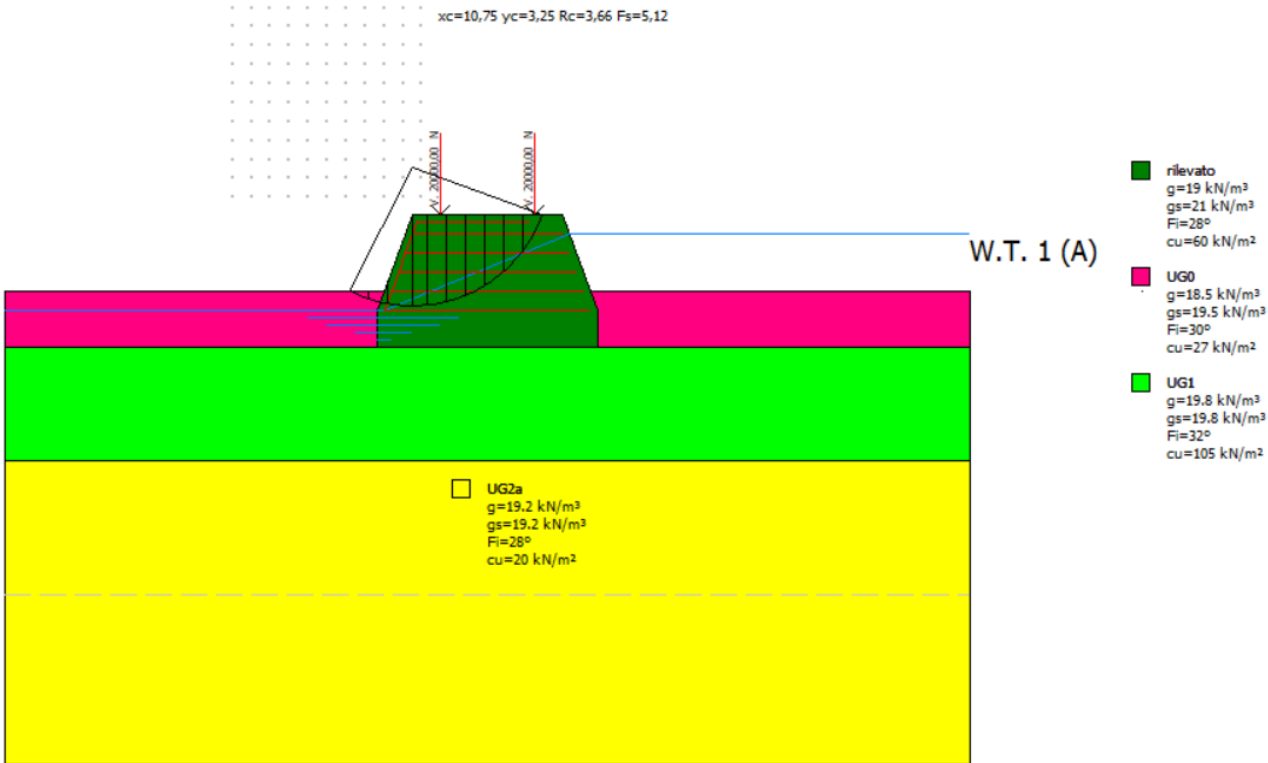 xc=10,75 yc=3,25 Rc=3,66 Fs=5,12
N. 20000,00 N
N. 20000,00 N
W.T. 1 (A)
rilevato
g=19 kN/m³
gs=21 kN/m³
Fi=28°
cu=60 kN/m²
UG0
g=18.5 kN/m³
gs=19.5 kN/m³
Fi=30°
cu=27 kN/m²
UG1
g=19.8 kN/m³
gs=19.8 kN/m³
Fi=32°
cu=105 kN/m²
UG2a
g=19.2 kN/m³
gs=19.2 kN/m³
Fi=28°
cu=20 kN/m²